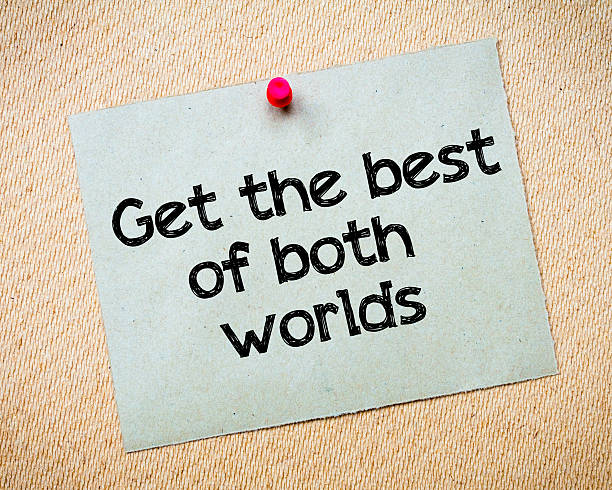 Get the best
of both
worlds